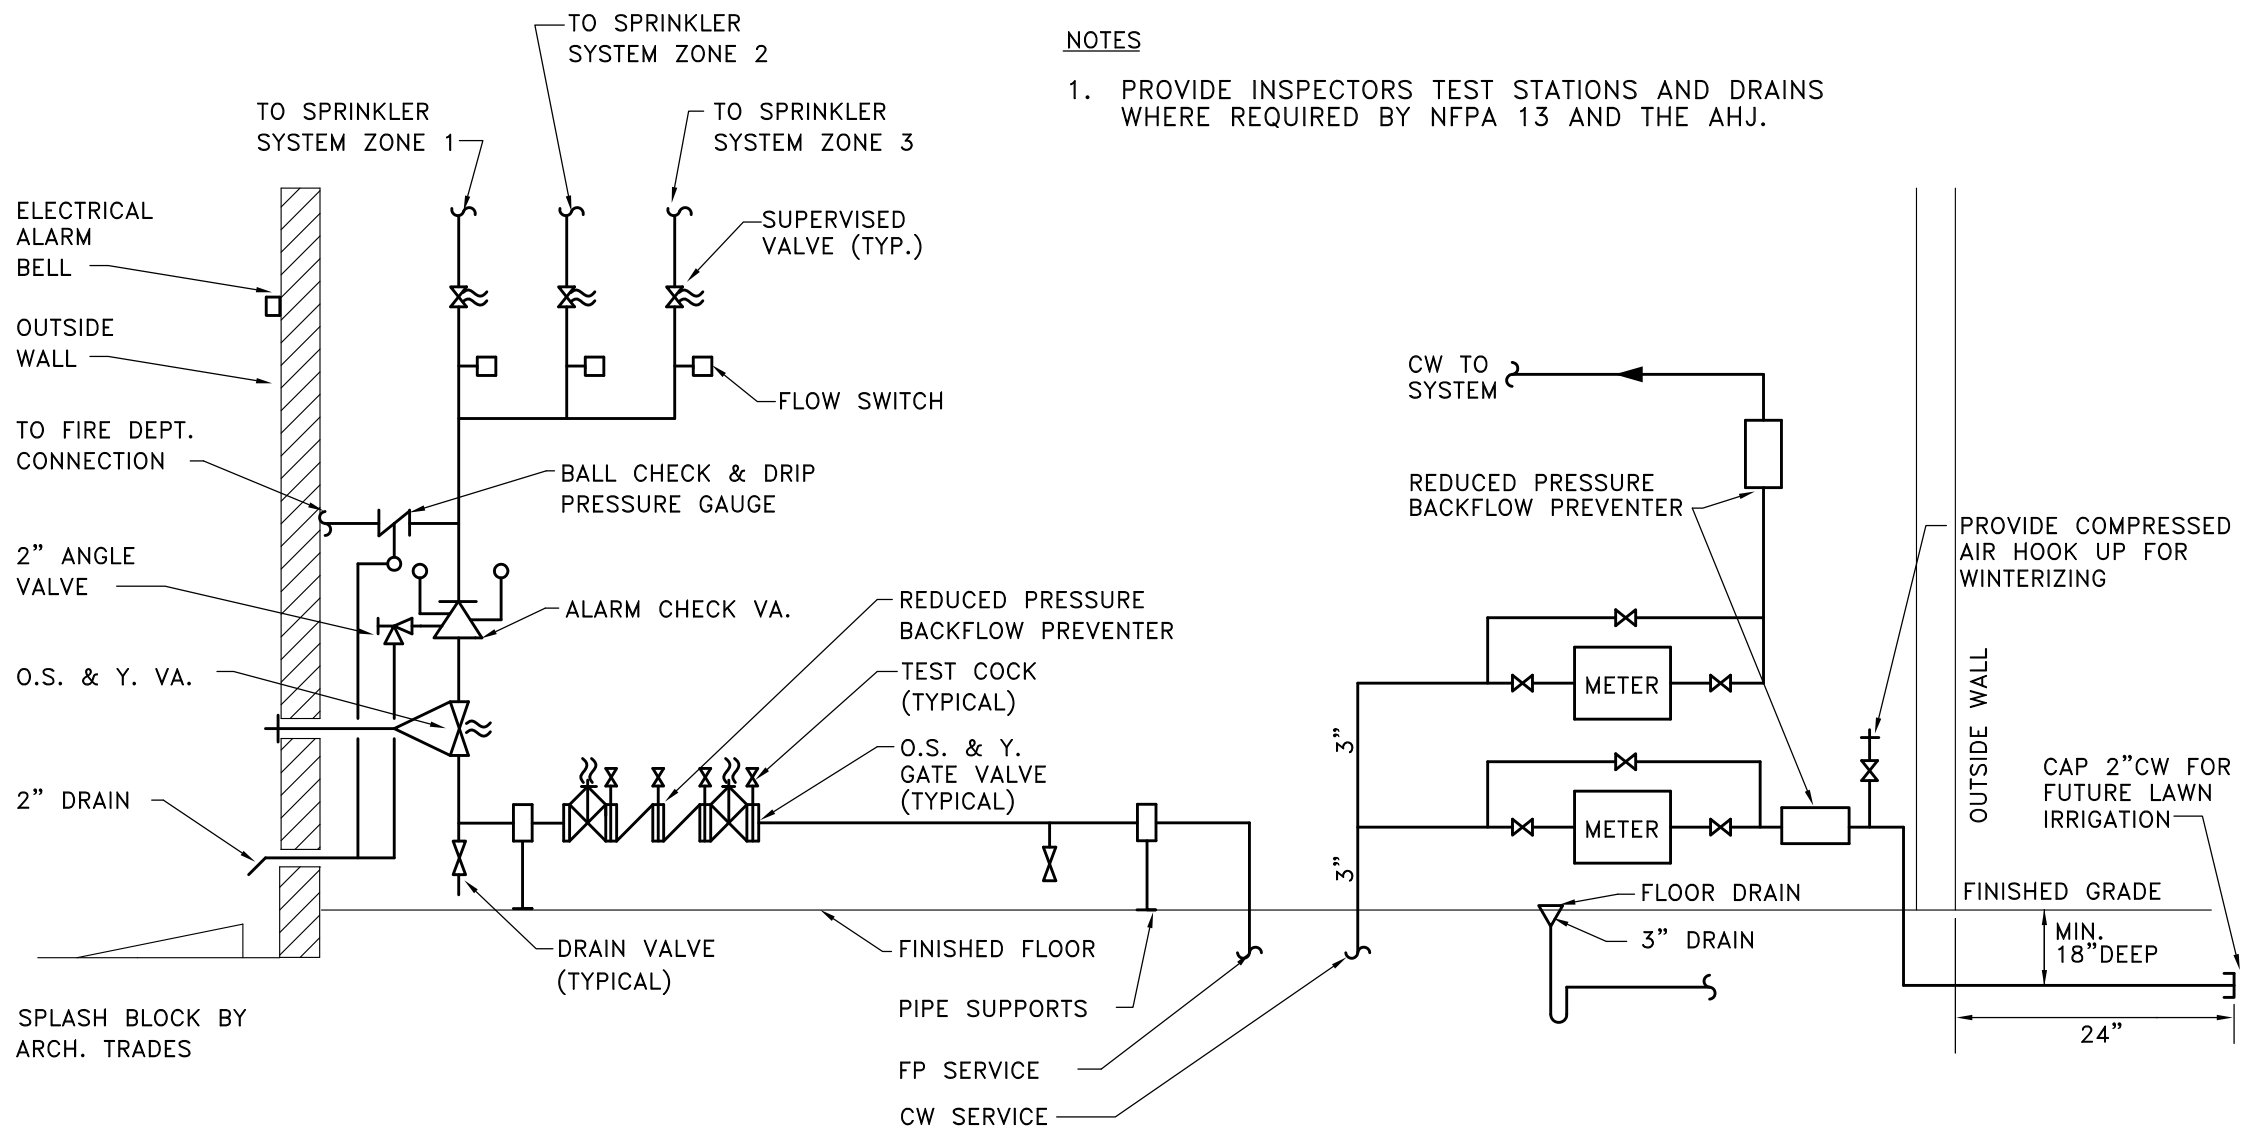 TO SPRINKLER
SYSTEM ZONE 2
NOTES
1. PROVIDE INSPECTORS TEST STATIONS AND DRAINS
WHERE REQUIRED BY NFPA 13 AND THE AHJ.
TO SPRINKLER
SYSTEM ZONE 1
TO SPRINKLER
SYSTEM ZONE 3
ELECTRICAL
ALARM
BELL
SUPERVISED
VALVE (TYP.)
OUTSIDE
WALL
FLOW SWITCH
TO FIRE DEPT.
CONNECTION
BALL CHECK & DRIP
PRESSURE GAUGE
2" ANGLE
VALVE
ALARM CHECK VA.
O.S. & Y. VA.
2" DRAIN
REDUCED PRESSURE
BACKFLOW PREVENTER
TEST COCK
(TYPICAL)
O.S. & Y.
GATE VALVE
(TYPICAL)
DRAIN VALVE
(TYPICAL)
FINISHED FLOOR
PIPE SUPPORTS
FP SERVICE
CW SERVICE
SPLASH BLOCK BY
ARCH. TRADES
CW TO
SYSTEM
REDUCED PRESSURE
BACKFLOW PREVENTER
PROVIDE COMPRESSED
AIR HOOK UP FOR
WINTERIZING
METER
3"
METER
3"
OUTSIDE WALL
CAP 2"CW FOR
FUTURE LAWN
IRRIGATION
FLOOR DRAIN
3" DRAIN
FINISHED GRADE
MIN.
18"DEEP
24"